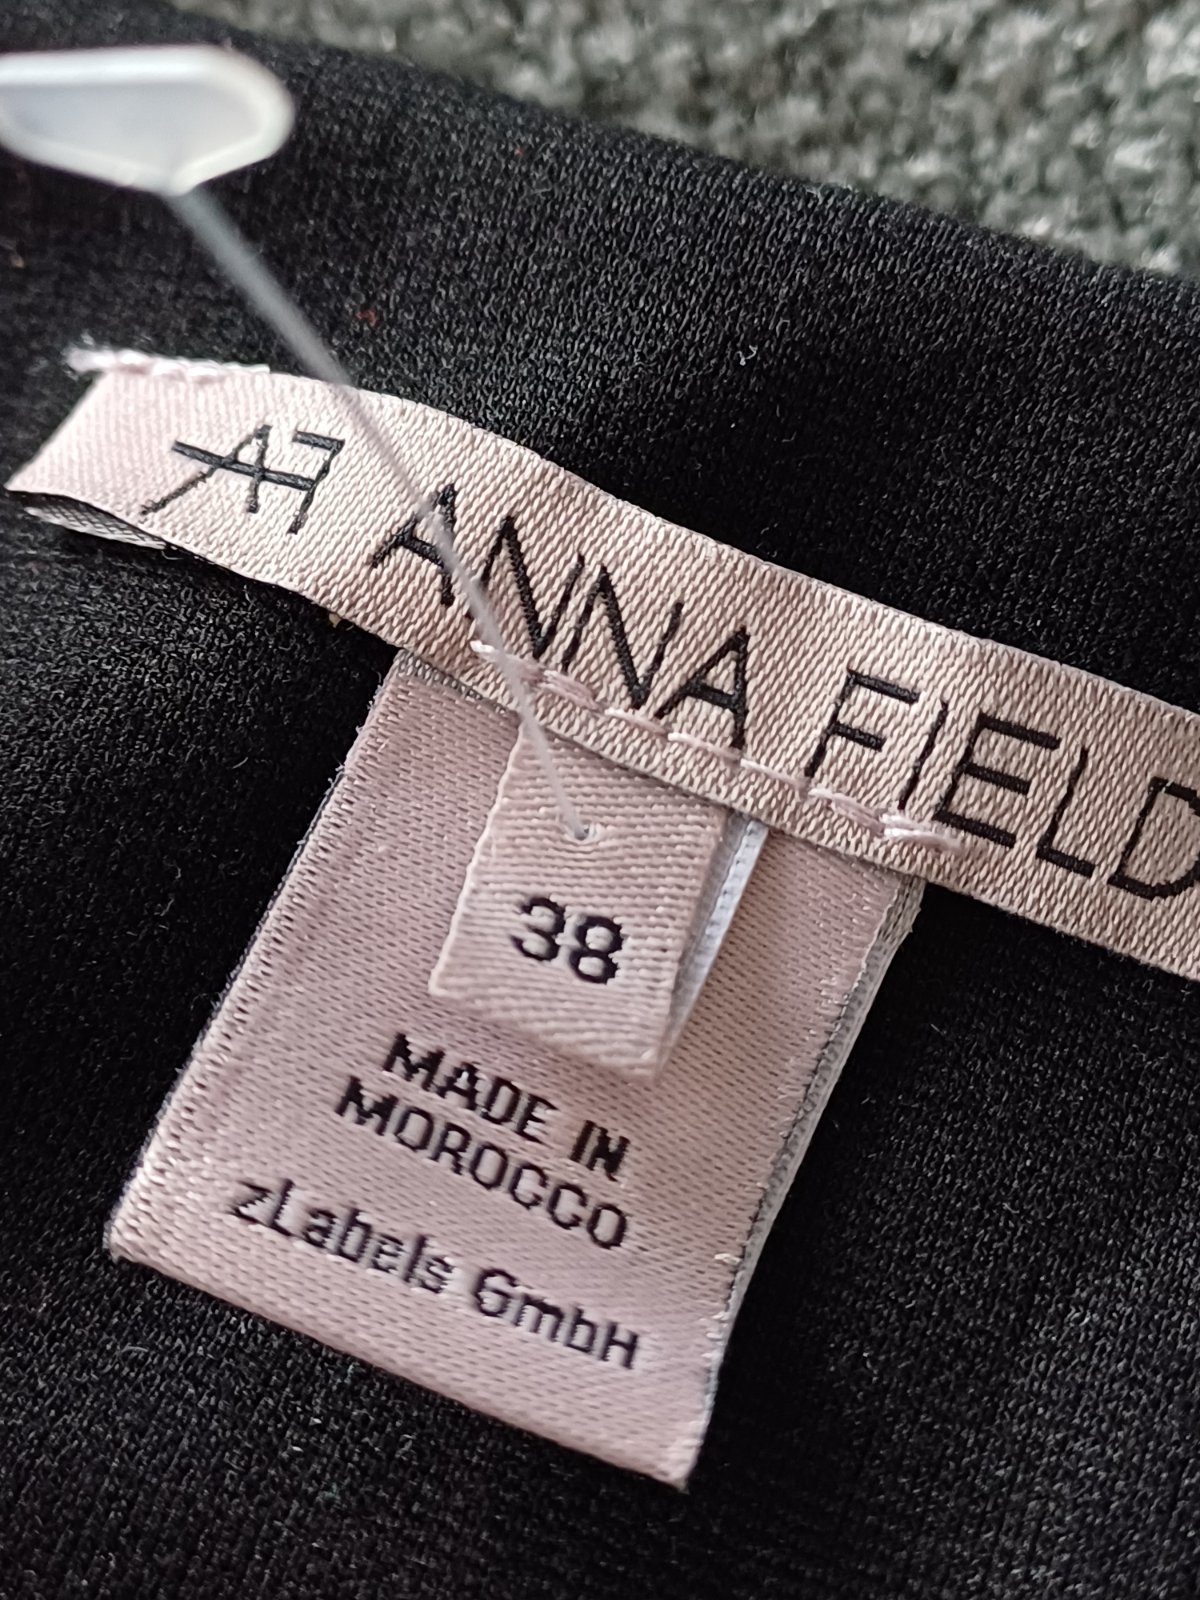 AF ANNA FIELD
38
MADE IN
MOROCCO
zLabels GmbH